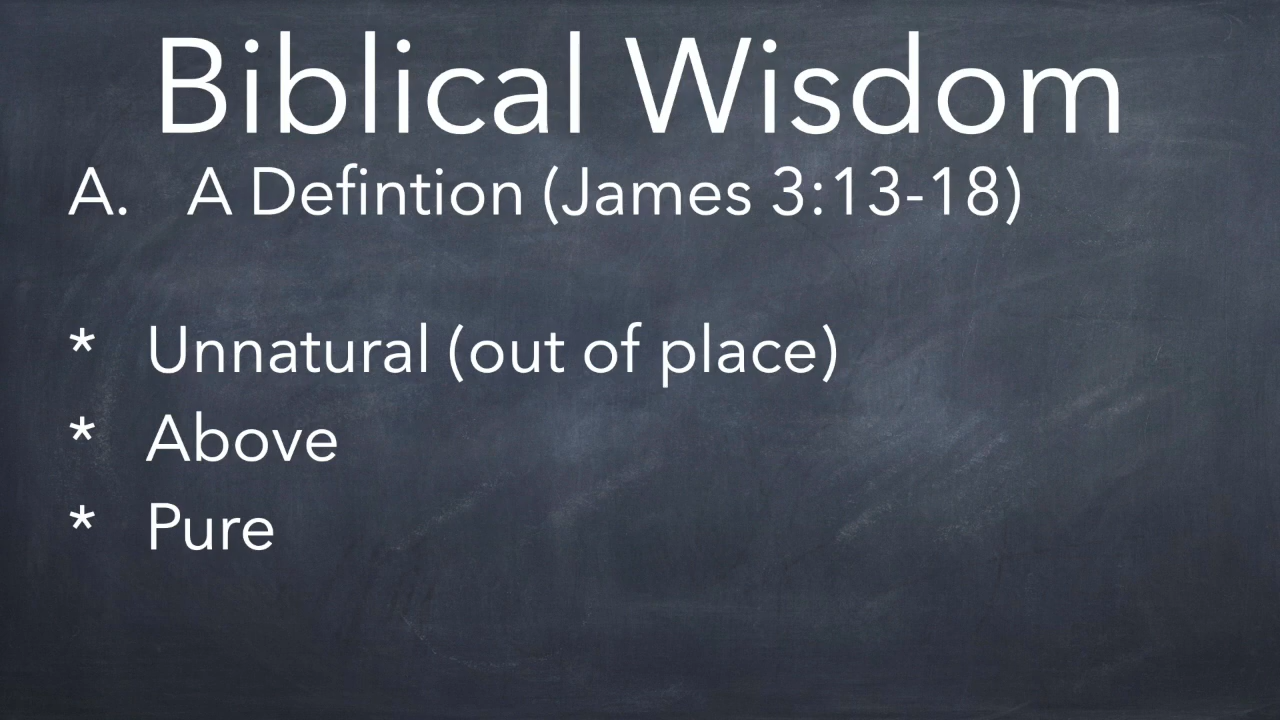 Biblical Wisdom
A. A Defintion (James 3:13-18)
* Unnatural (out of place)
* Above
* Pure